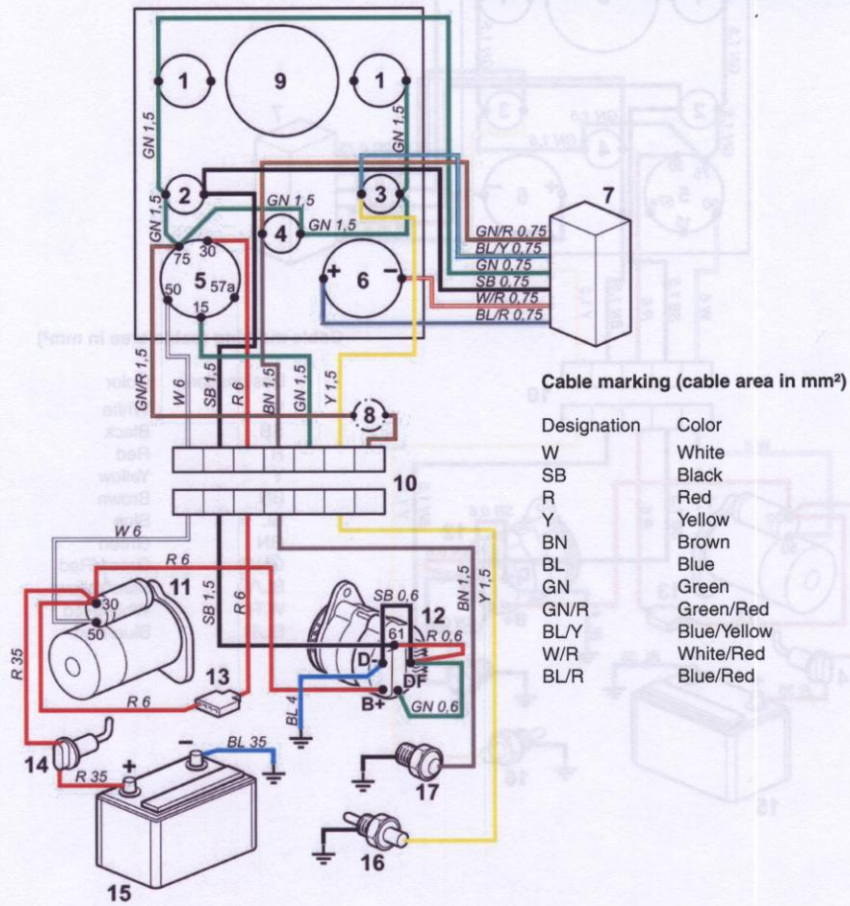 1
9
1
GN 1,5
GN 1,5
2
3
7
GN 1,5
GN 1,5
GN 1,5
4
GN/R 0,75
BL/Y 0,75
GN 0,75
SB 0,75
W/R 0,75
BL/R 0,75
75
30
5
50
57a
15
+
6
−
GN/R 1,5
W 6
SB 1,5
R 6
BN 1,5
GN 1,5
Y 1,5
8
10
Cable marking (cable area in mm²)
Designation Color
W White
SB Black
R Red
Y Yellow
BN Brown
BL Blue
GN Green
GN/R Green/Red
BL/Y Blue/Yellow
W/R White/Red
BL/R Blue/Red
W 6
R 6
11
30
50
SB 1,5
R 6
SB 0,6
12
61
R 0,6
BN 1,5
Y 1,5
D-
DF
B+
GN 0,6
BL 4
R 35
13
R 6
14
R 35
+
−
BL 35
17
16
15